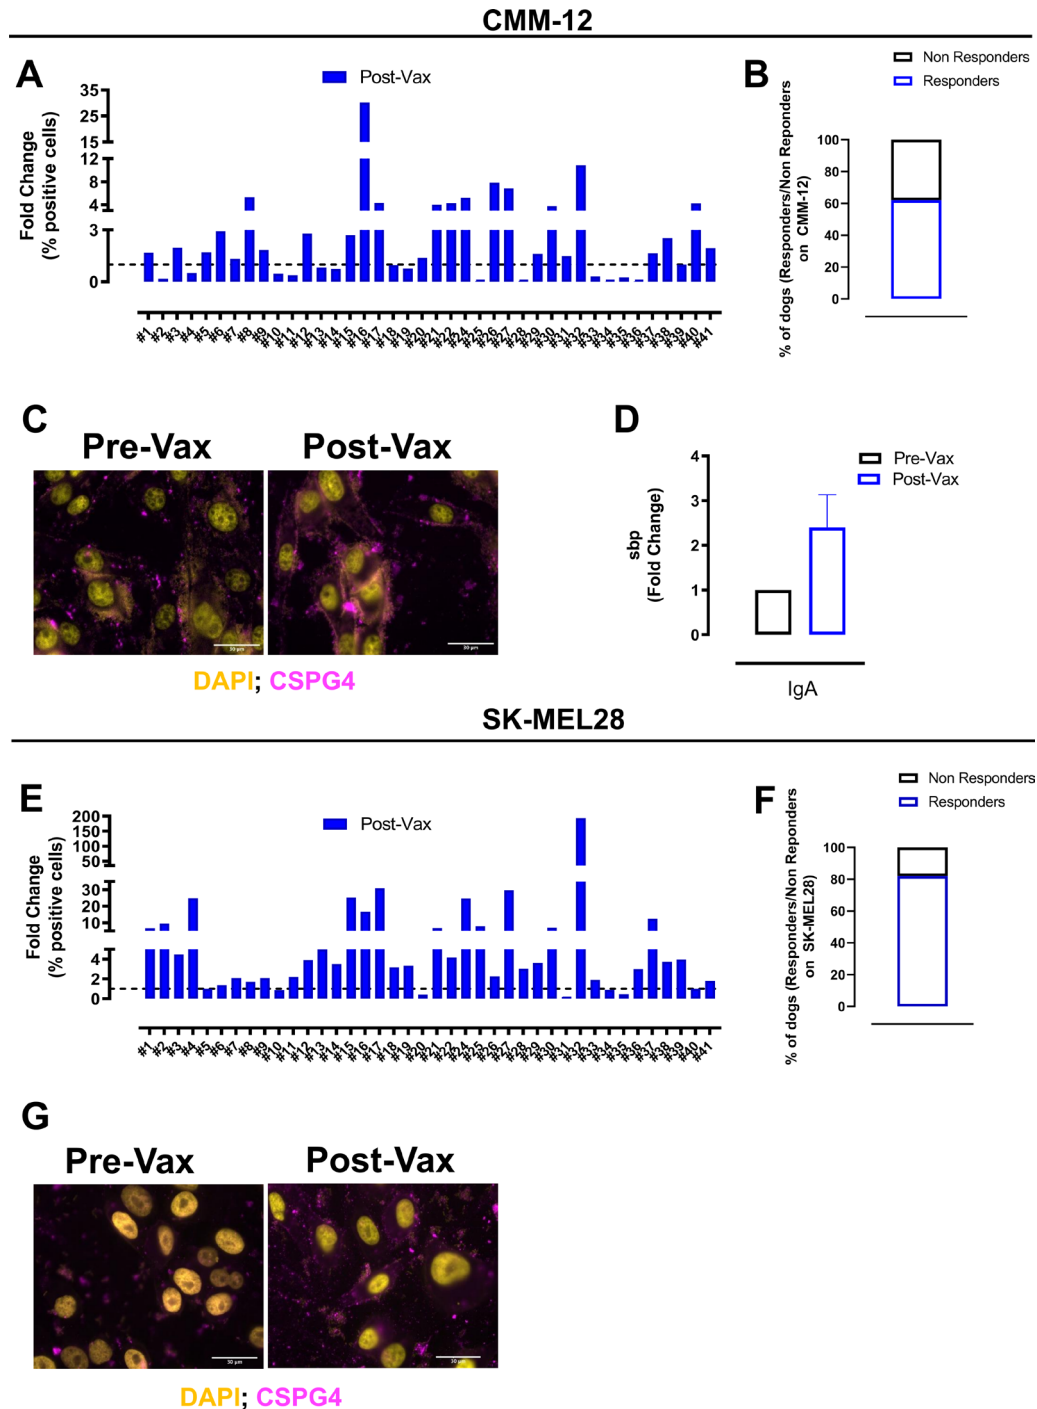 CMM-12
A
Post-Vax
Fold Change
(% positive cells)
35
25
15
12
8
4
3
0
#1 #2 #3 #4 #5 #6 #7 #8 #9 #10 #11 #12 #13 #14 #15 #16 #17 #18 #19 #20 #21 #22 #24 #25 #26 #27 #28 #29 #30 #31 #32 #33 #34 #35 #36 #37 #38 #39 #40 #41
B
Non Responders
Responders
% of dogs (Responders/Non Reponders
on CMM-12)
100
80
60
40
20
0
C
Pre-Vax
Post-Vax
30 µm
30 µm
DAPI; CSPG4
D
Pre-Vax
Post-Vax
sbp
(Fold Change)
4
3
2
1
0
IgA
SK-MEL28
E
Post-Vax
Fold Change
(% positive cells)
200
150
100
50
30
20
10
4
2
0
#1 #2 #3 #4 #5 #6 #7 #8 #9 #10 #11 #12 #13 #14 #15 #16 #17 #18 #19 #20 #21 #22 #24 #25 #26 #27 #28 #29 #30 #31 #32 #33 #34 #35 #36 #37 #38 #39 #40 #41
F
Non Responders
Responders
% of dogs (Responders/Non Reponders
on SK-MEL28)
100
80
60
40
20
0
G
Pre-Vax
Post-Vax
30 µm
30 µm
DAPI; CSPG4